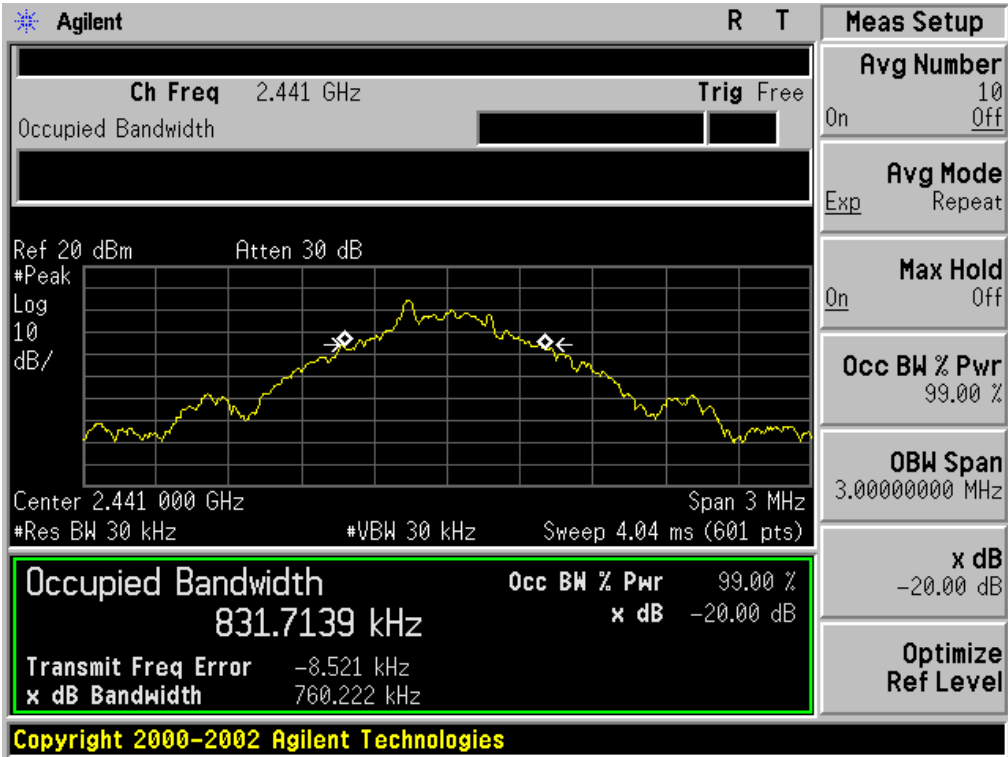 Agilent R T
Ch Freq 2.441 GHz Trig Free
Occupied Bandwidth
Ref 20 dBm Atten 30 dB
#Peak
Log
10
dB/
Center 2.441 000 GHz Span 3 MHz
#Res BW 30 kHz #VBW 30 kHz Sweep 4.04 ms (601 pts)
Occupied Bandwidth
831.7139 kHz
Occ BW % Pwr 99.00 %
x dB -20.00 dB
Transmit Freq Error -8.521 kHz
x dB Bandwidth 760.222 kHz
Copyright 2000-2002 Agilent Technologies
Meas Setup
Avg Number
10
On Off
Avg Mode
Exp Repeat
Max Hold
On Off
Occ BW % Pwr
99.00 %
OBW Span
3.00000000 MHz
x dB
-20.00 dB
Optimize
Ref Level